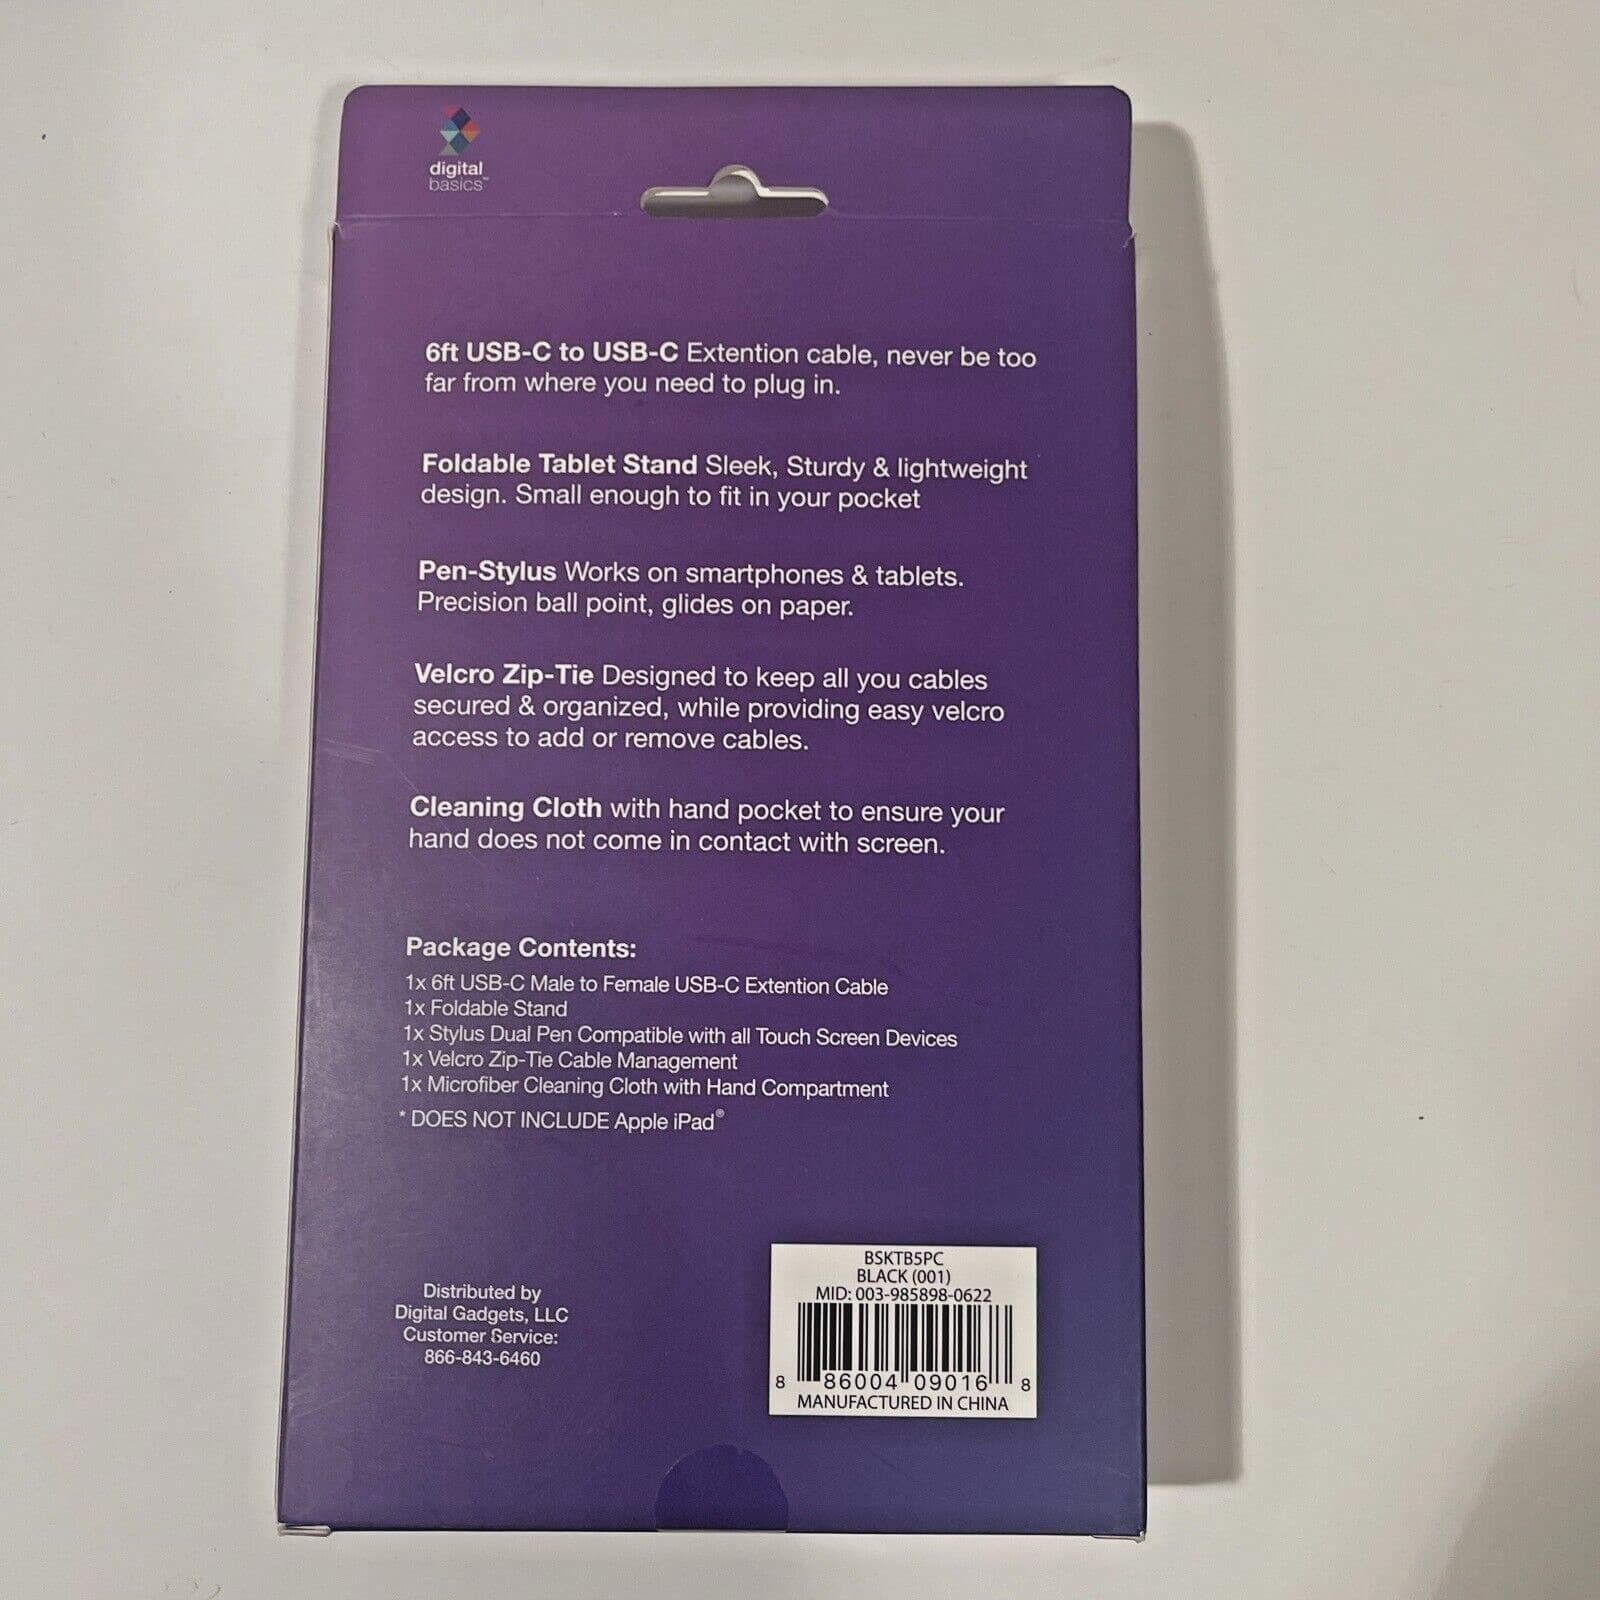 digital
basics™
6ft USB-C to USB-C Extention cable, never be too
far from where you need to plug in.
Foldable Tablet Stand Sleek, Sturdy & lightweight
design. Small enough to fit in your pocket
Pen-Stylus Works on smartphones & tablets.
Precision ball point, glides on paper.
Velcro Zip-Tie Designed to keep all you cables
secured & organized, while providing easy velcro
access to add or remove cables.
Cleaning Cloth with hand pocket to ensure your
hand does not come in contact with screen.
Package Contents:
1x 6ft USB-C Male to Female USB-C Extention Cable
1x Foldable Stand
1x Stylus Dual Pen Compatible with all Touch Screen Devices
1x Velcro Zip-Tie Cable Management
1x Microfiber Cleaning Cloth with Hand Compartment
* DOES NOT INCLUDE Apple iPad®
Distributed by
Digital Gadgets, LLC
Customer Service:
866-843-6460
BSKTB5PC
BLACK (001)
MID: 003-985898-0622
8 86004 09016 8
MANUFACTURED IN CHINA